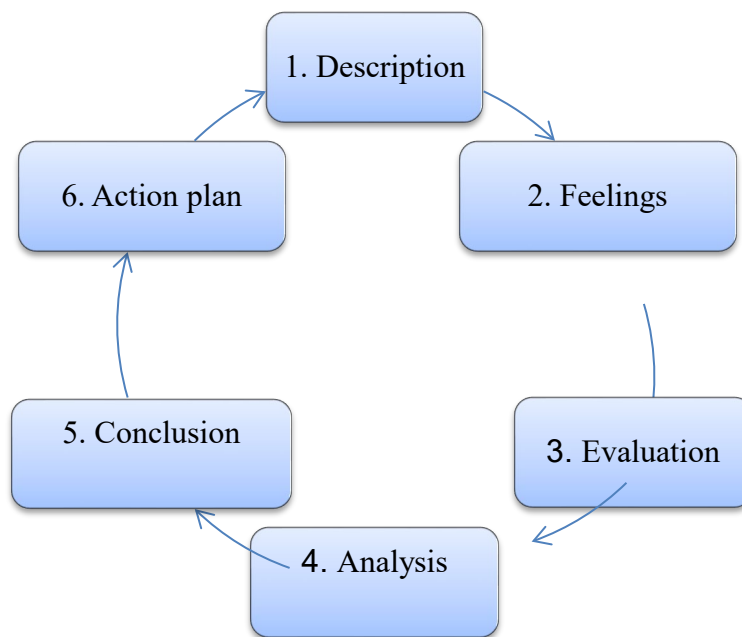 1. Description
2. Feelings
3. Evaluation
4. Analysis
5. Conclusion
6. Action plan